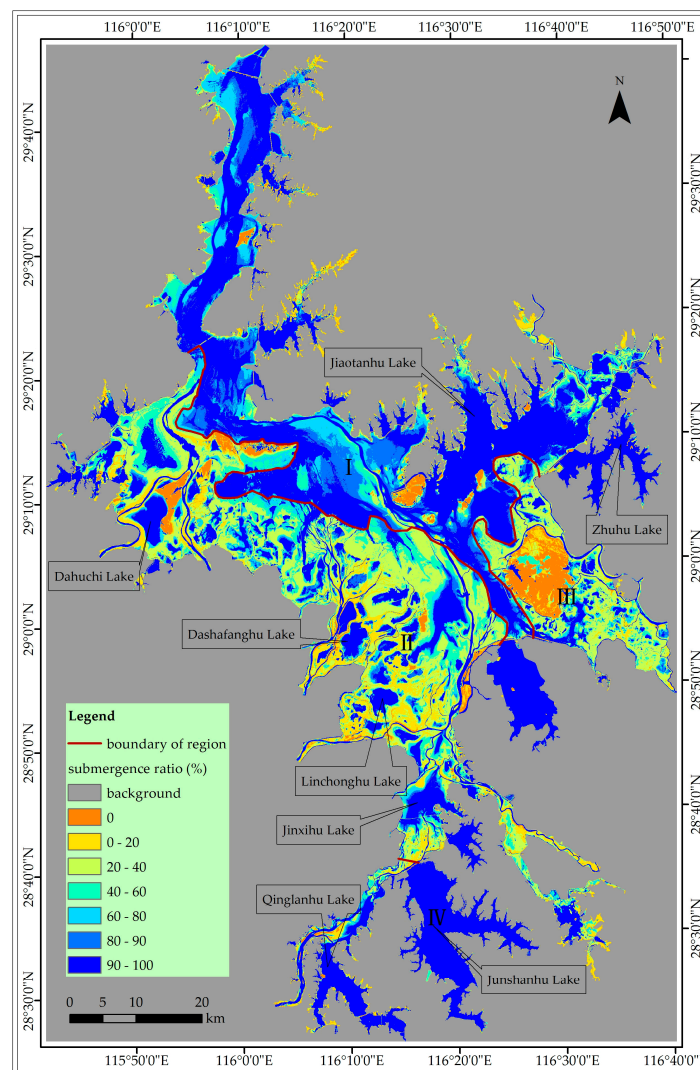 116°0'0"N 116°10'0"N 116°20'0"N 116°30'0"N 116°40'0"N 116°50'0"N
N
29°40'0"N
29°30'0"N
29°30'0"N
29°20'0"N
Jiaotanhu Lake
29°20'0"N
29°10'0"N
I
29°10'0"N
Zhuhu Lake
Dahuchi Lake
29°0'0"N
III
Dashafanghu Lake
29°0'0"N
II
28°50'0"N
Legend
boundary of region
submergence ratio (%)
background
0
0 - 20
20 - 40
40 - 60
60 - 80
80 - 90
90 - 100
28°50'0"N
Linchonghu Lake
28°40'0"N
Jinxihu Lake
28°40'0"N
Qinglanhu Lake
IV
28°30'0"N
Junshanhu Lake
28°30'0"N
0 5 10 20
km
115°50'0"E 116°0'0"E 116°10'0"E 116°20'0"E 116°30'0"E 116°40'0"E